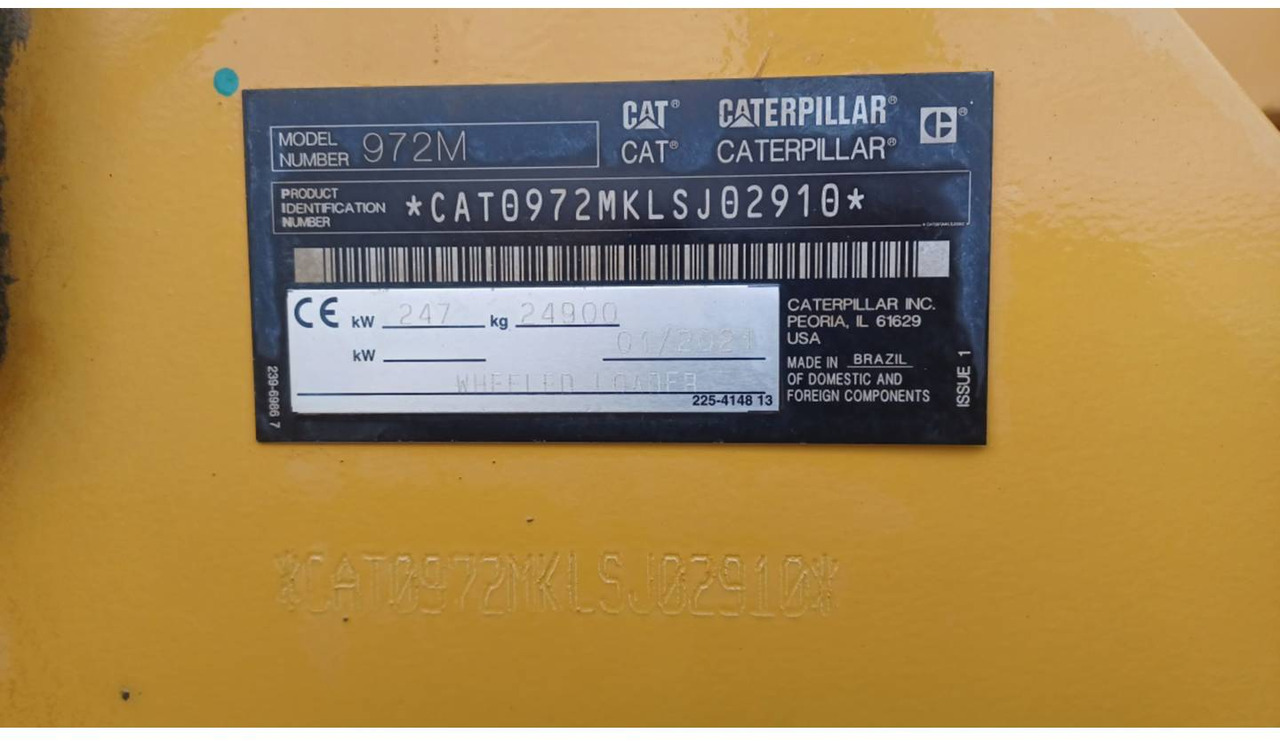 CAT® CATERPILLAR® CE®
MODEL NUMBER 972M
CAT® CATERPILLAR®
PRODUCT IDENTIFICATION NUMBER *CAT0972MKLSJ02910*
CE kW 247 kg 24900
kW 01/2021
WHEELED LOADER
225-4148 13
CATERPILLAR INC.
PEORIA, IL 61629
USA
MADE IN BRAZIL
OF DOMESTIC AND
FOREIGN COMPONENTS
239-6986 7
ISSUE 1
*CAT0972MKLSJ02910*